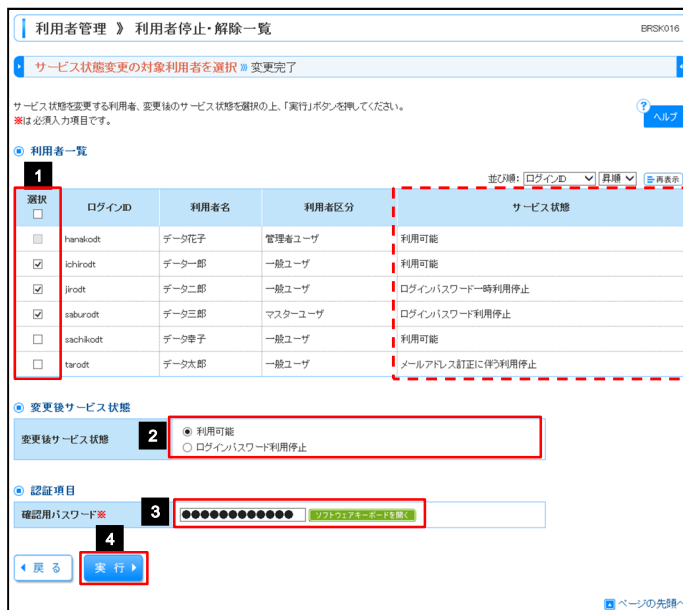 利用者管理 》 利用者停止・解除一覧
BRSK016
サービス状態変更の対象利用者を選択 》》 変更完了
サービス状態を変更する利用者、変更後のサービス状態を選択の上、「実行」ボタンを押してください。
※は必須入力項目です。
? ヘルプ
利用者一覧
1
並び順: ログインID 昇順 再表示
選択 ログインID 利用者名 利用者区分 サービス状態
hanakodt データ花子 管理者ユーザ 利用可能
ichirodt データ一郎 一般ユーザ 利用可能
jirodt データ二郎 一般ユーザ ログインパスワード一時利用停止
saburodt データ三郎 マスターユーザ ログインパスワード利用停止
sachikodt データ幸子 一般ユーザ 利用可能
tarodt データ太郎 一般ユーザ メールアドレス訂正に伴う利用停止
変更後サービス状態
変更後サービス状態 2 利用可能
ログインパスワード利用停止
認証項目
確認用パスワード※ 3 ●●●●●●●●●●●● ソフトウェアキーボードを開く
4
戻る 実行
ページの先頭へ